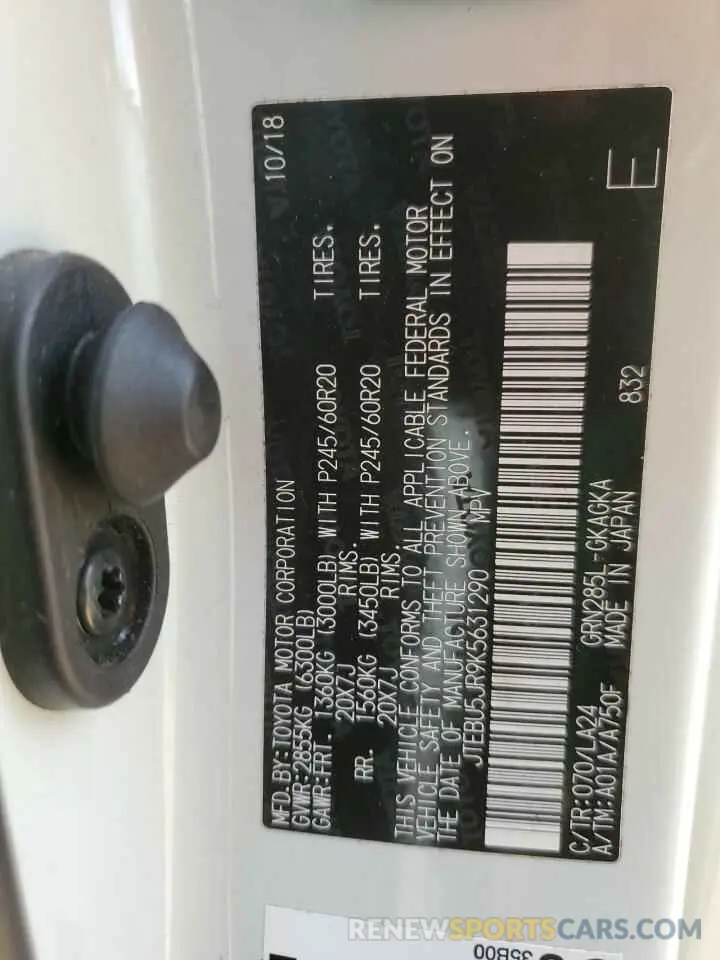 MFD.BY:TOYOTA MOTOR CORPORATION 10/18
GVWR:2855KG (6300LB)
GAWR:FRT. 1360KG (3000LB) WITH P245/60R20 TIRES.
20X7J RIMS.
RR. 1560KG (3450LB) WITH P245/60R20 TIRES.
20X7J RIMS.
THIS VEHICLE CONFORMS TO ALL APPLICABLE FEDERAL MOTOR
VEHICLE SAFETY AND THEFT PREVENTION STANDARDS IN EFFECT ON
THE DATE OF MANUFACTURE SHOWN ABOVE.
JTEBU5JR9K5631290 MPV
E
C/TR:070/LA24 GRN285L-GKAGKA
A/TM:A01A/A750F MADE IN JAPAN 832
35B00
RENEWSPORTSCARS.COM